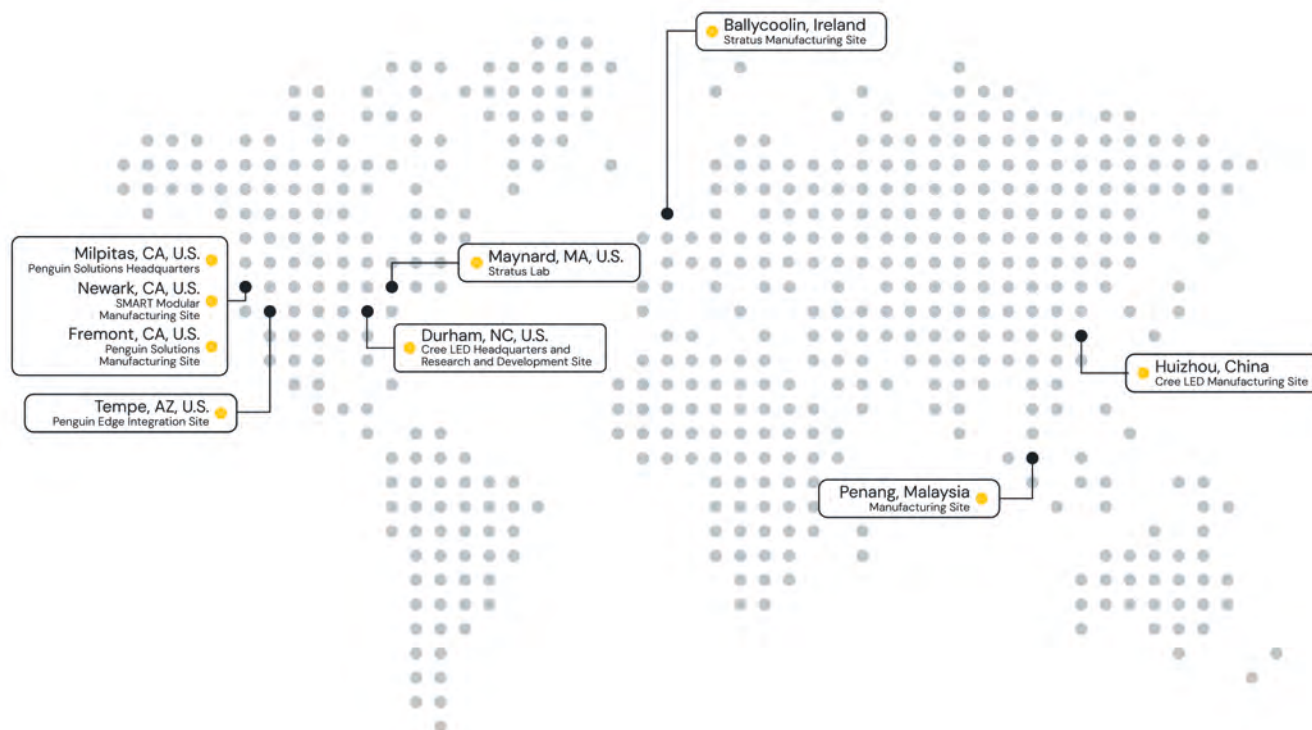 Ballycoolin, Ireland
Stratus Manufacturing Site
Milpitas, CA, U.S.
Penguin Solutions Headquarters
Newark, CA, U.S.
SMART Modular
Manufacturing Site
Fremont, CA, U.S.
Penguin Solutions
Manufacturing Site
Maynard, MA, U.S.
Stratus Lab
Durham, NC, U.S.
Cree LED Headquarters and
Research and Development Site
Tempe, AZ, U.S.
Penguin Edge Integration Site
Huizhou, China
Cree LED Manufacturing Site
Penang, Malaysia
Manufacturing Site